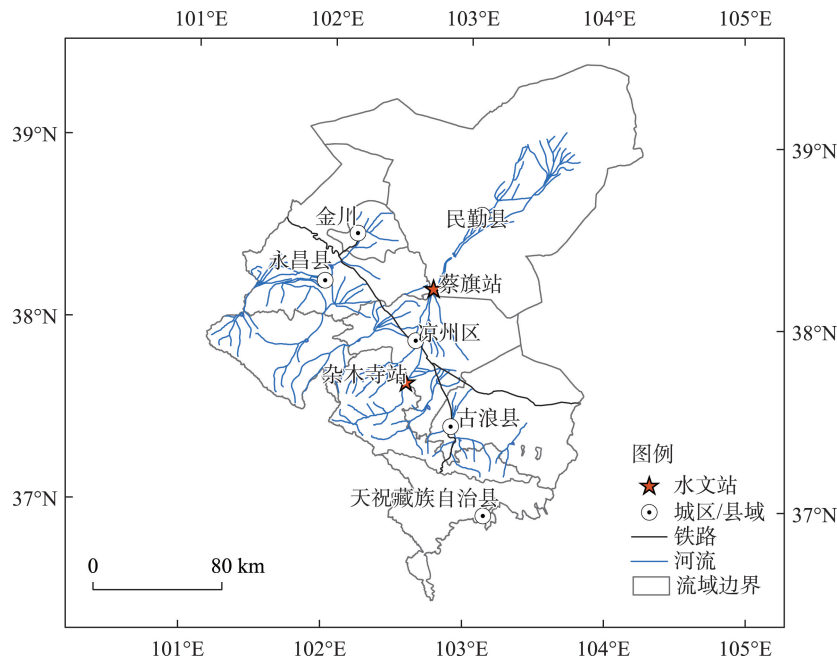 101°E 102°E 103°E 104°E 105°E
39°N
39°N
金川
民勤县
永昌县
蔡旗站
38°N
38°N
凉州区
杂木寺站
古浪县
图例
水文站
天祝藏族自治县
37°N
37°N
城区/县域
铁路
河流
流域边界
0 80 km
101°E 102°E 103°E 104°E 105°E